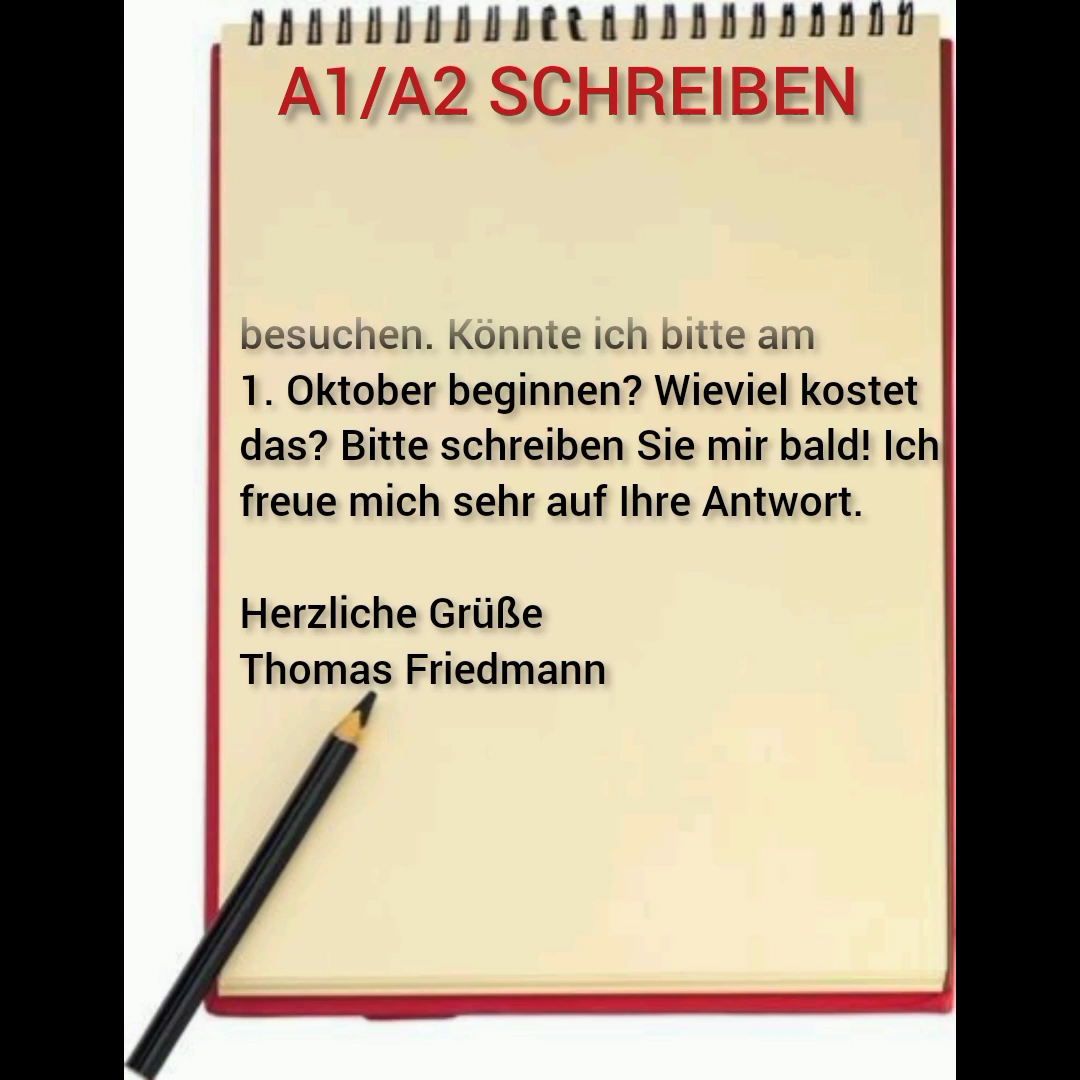 A1/A2 SCHREIBEN
besuchen. Könnte ich bitte am
1. Oktober beginnen? Wieviel kostet
das? Bitte schreiben Sie mir bald! Ich
freue mich sehr auf Ihre Antwort.
Herzliche Grüße
Thomas Friedmann